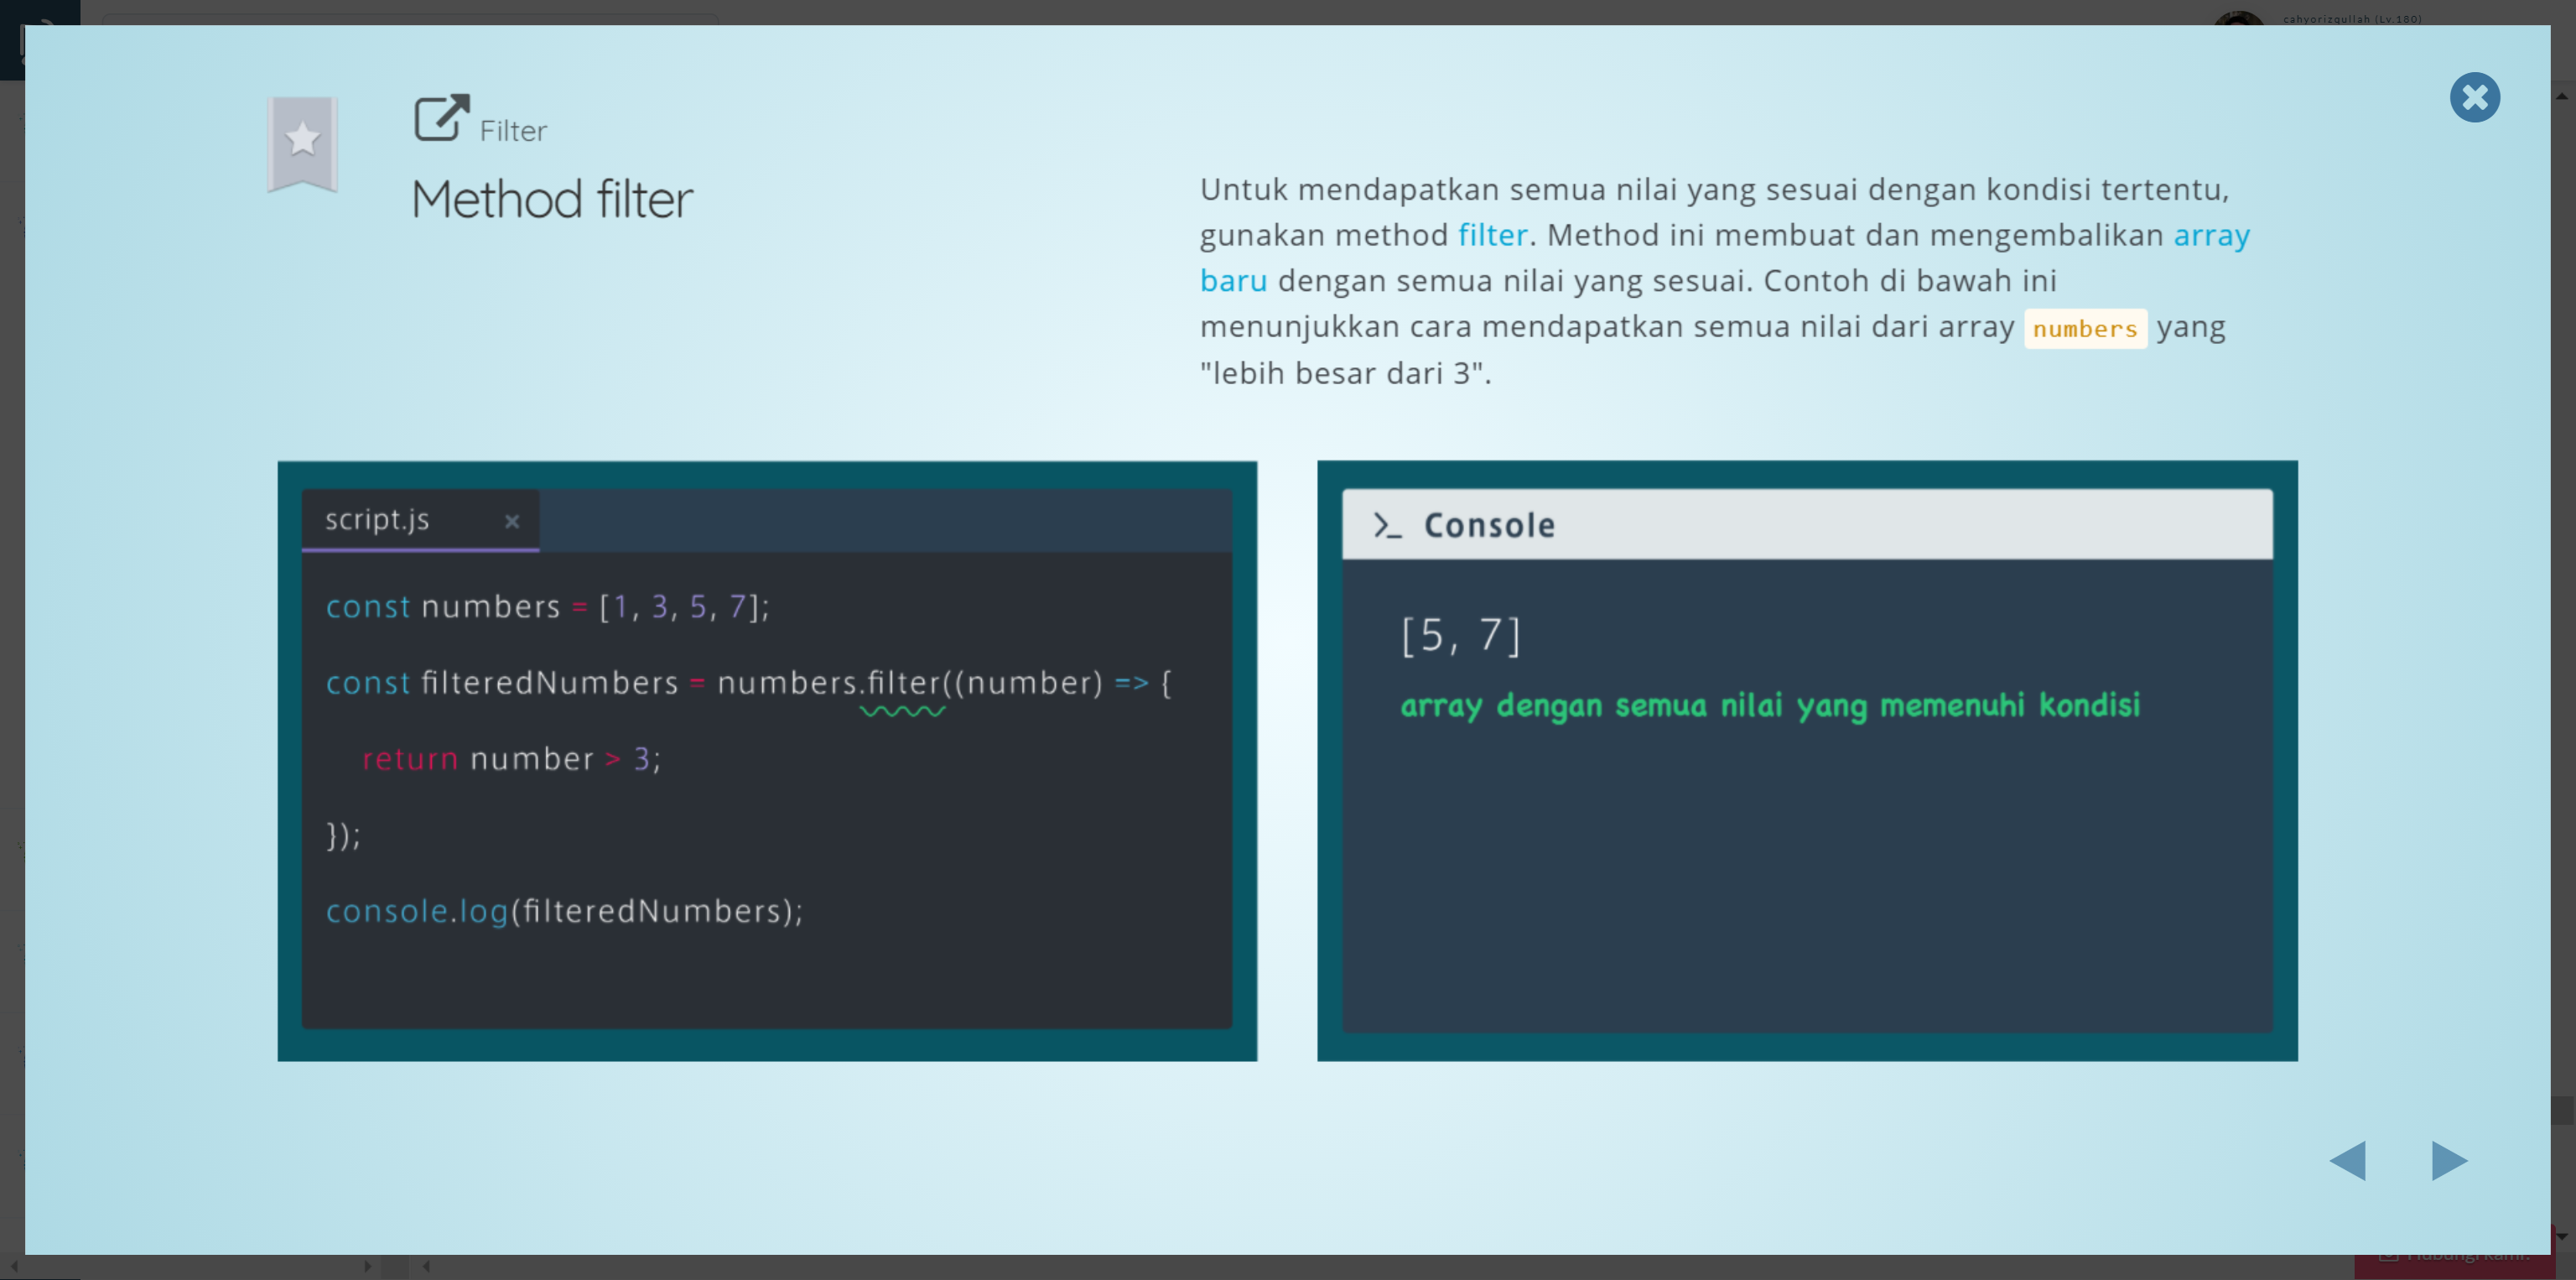 cahyorizqullah (Lv.180)
Filter
Method filter
Untuk mendapatkan semua nilai yang sesuai dengan kondisi tertentu,
gunakan method filter. Method ini membuat dan mengembalikan array
baru dengan semua nilai yang sesuai. Contoh di bawah ini
menunjukkan cara mendapatkan semua nilai dari array numbers yang
"lebih besar dari 3".
script.js
const numbers = [1, 3, 5, 7];
const filteredNumbers = numbers.filter((number) => {
return number > 3;
});
console.log(filteredNumbers);
>_ Console
[5, 7]
array dengan semua nilai yang memenuhi kondisi